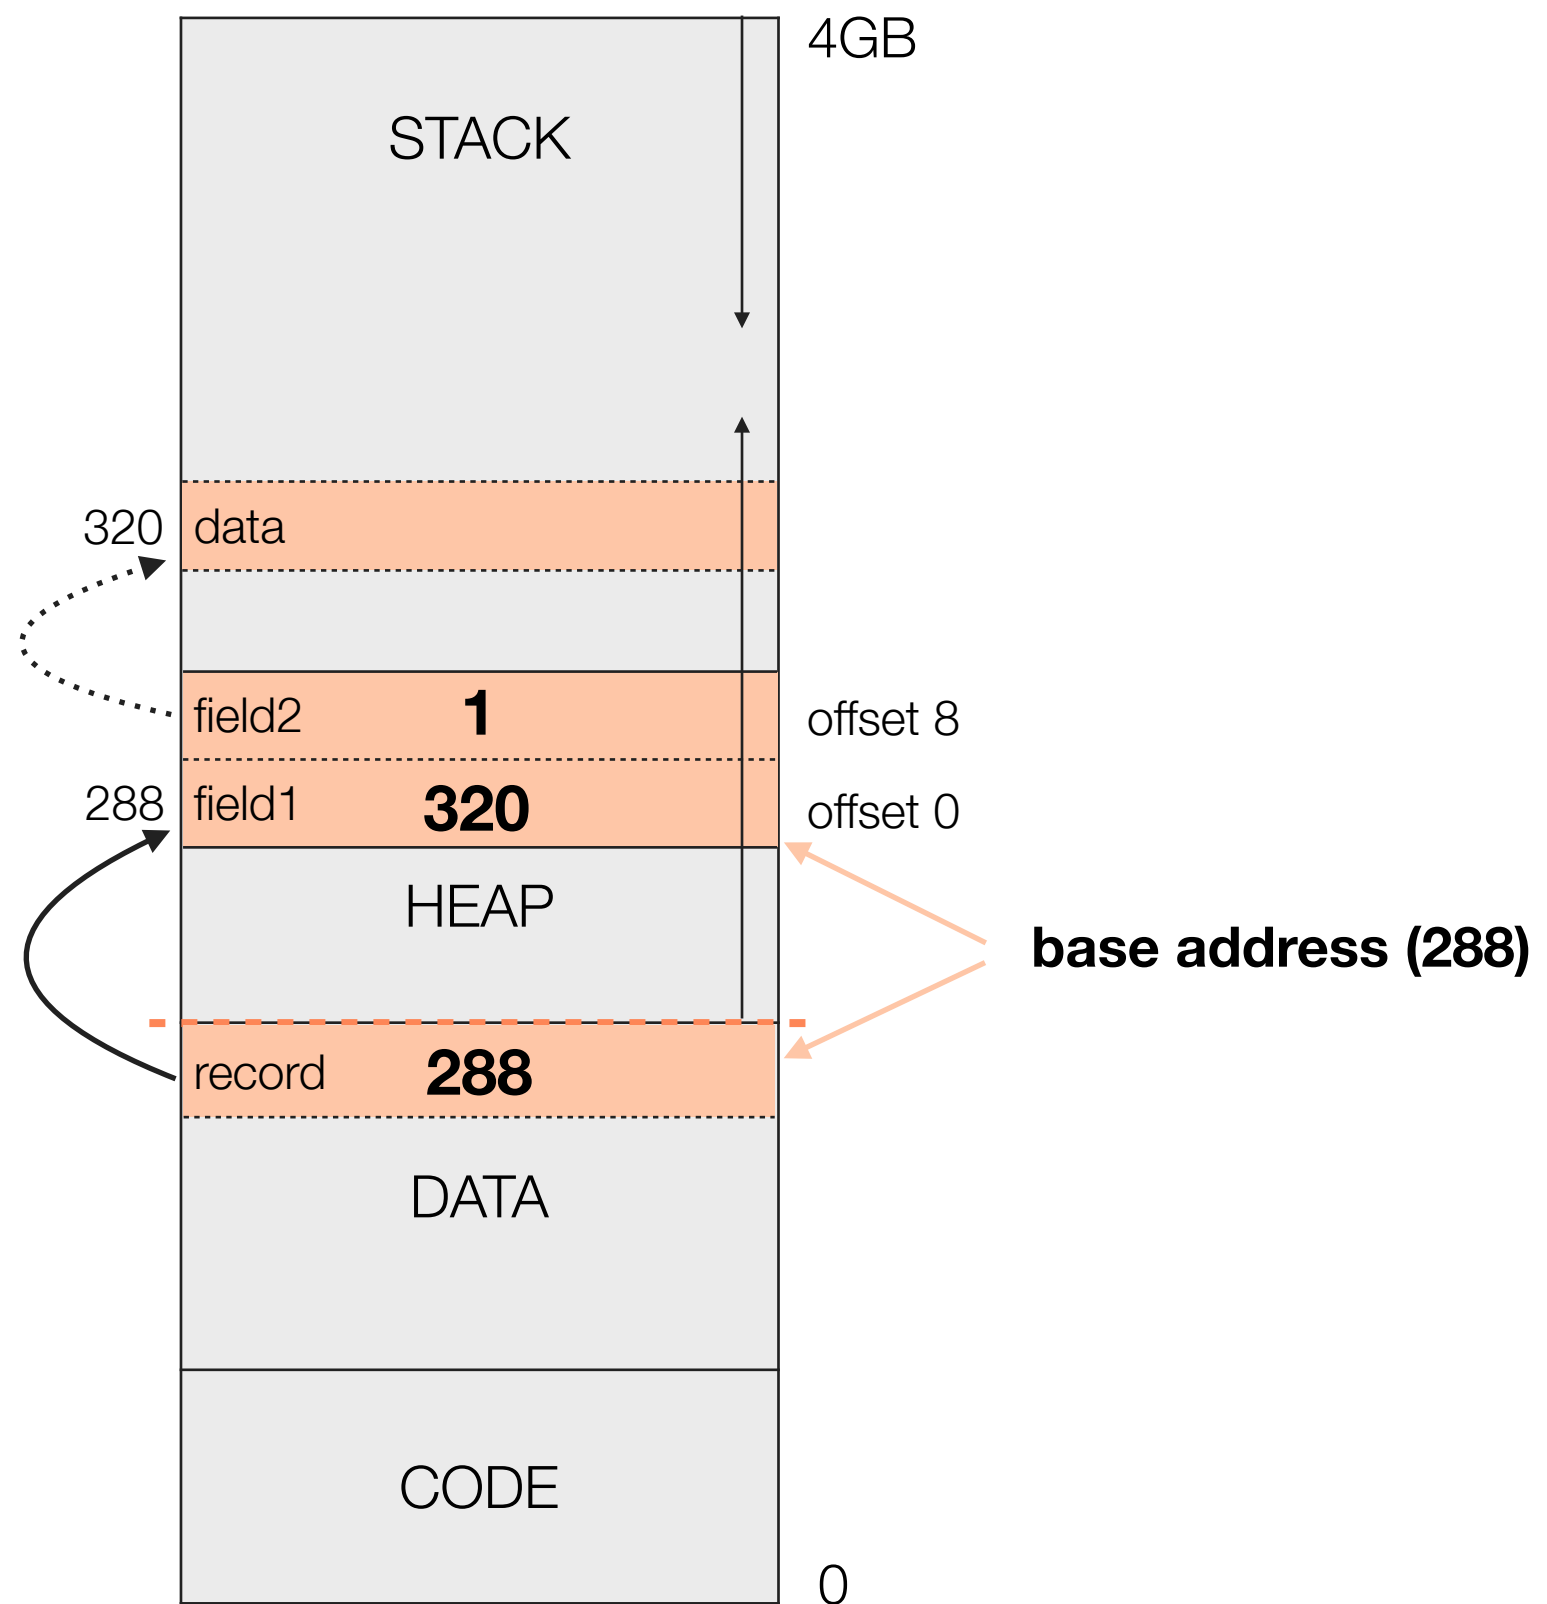 4GB
STACK
320 data
field2 1 offset 8
288 field1 320 offset 0
HEAP
base address (288)
record 288
DATA
CODE
0